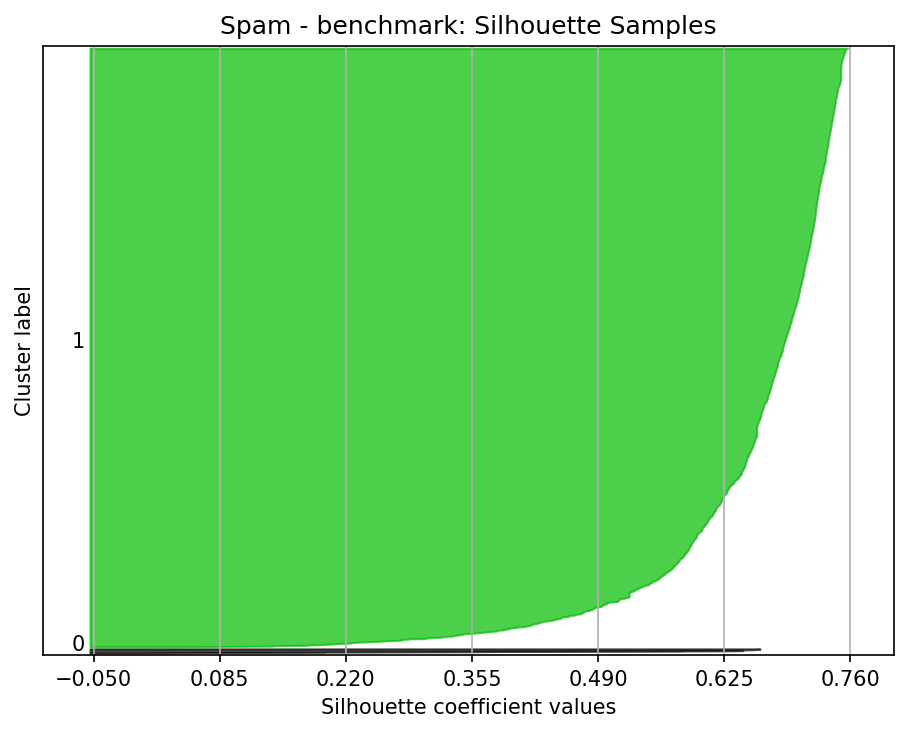 Spam - benchmark: Silhouette Samples
Cluster label
1
0
−0.050 0.085 0.220 0.355 0.490 0.625 0.760
Silhouette coefficient values